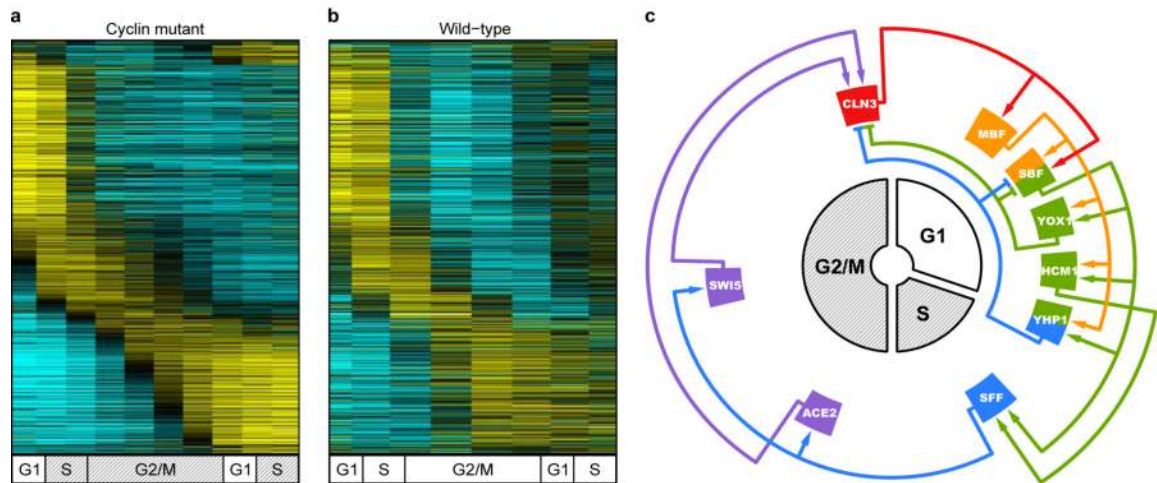 a
Cyclin mutant
b
Wild-type
c
G1
S
G2/M
G1
S
G1
S
G2/M
G1
S
CLN3
MBF
SBF
YOX1
HCM1
YHP1
SFF
ACE2
SWI5
G1
S
G2/M